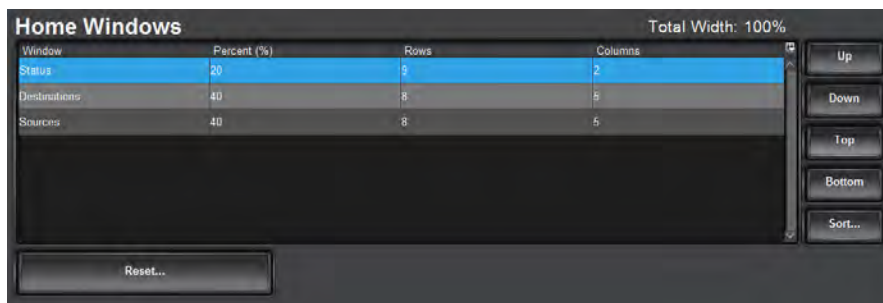 Home Windows Total Width: 100%
Window Percent (%) Rows Columns
Status 20 9 2
Destinations 40 8 5
Sources 40 8 5
Up
Down
Top
Bottom
Sort...
Reset...